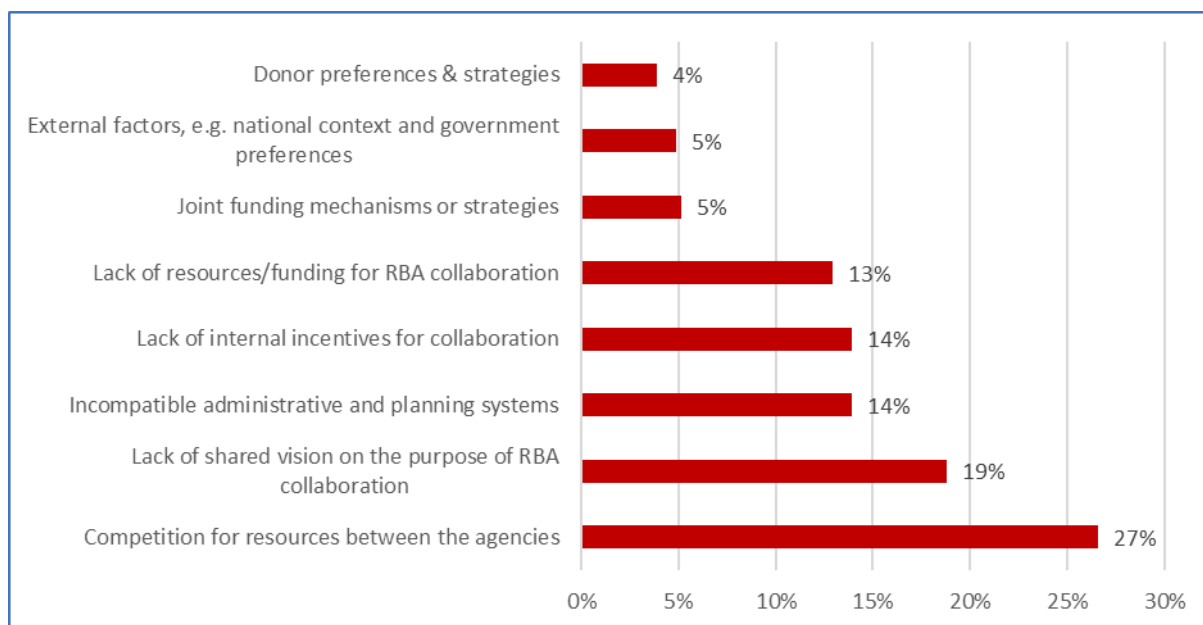 Donor preferences & strategies
4%
External factors, e.g. national context and government
preferences
5%
Joint funding mechanisms or strategies
5%
Lack of resources/funding for RBA collaboration
13%
Lack of internal incentives for collaboration
14%
Incompatible administrative and planning systems
14%
Lack of shared vision on the purpose of RBA
collaboration
19%
Competition for resources between the agencies
27%
0% 5% 10% 15% 20% 25% 30%